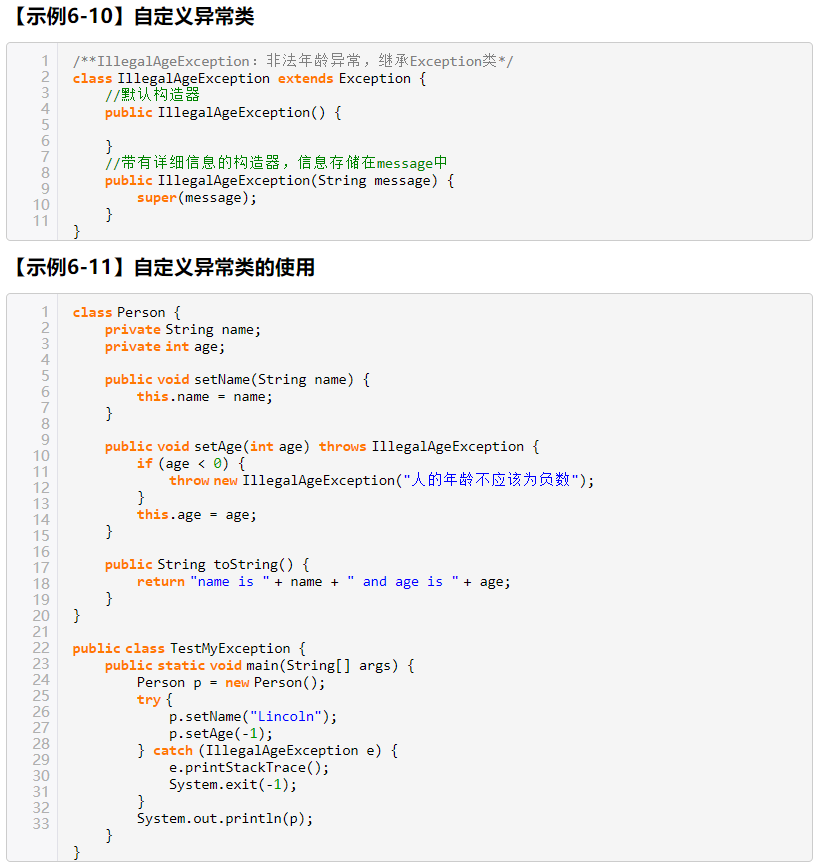 【示例6-10】自定义异常类
1 /**IllegalAgeException：非法年龄异常，继承Exception类*/
2 class IllegalAgeException extends Exception {
3     //默认构造器
4     public IllegalAgeException() {
5
6     }
7     //带有详细信息的构造器，信息存储在message中
8     public IllegalAgeException(String message) {
9         super(message);
10     }
11 }
【示例6-11】自定义异常类的使用
1 class Person {
2     private String name;
3     private int age;
4
5     public void setName(String name) {
6         this.name = name;
7     }
8
9     public void setAge(int age) throws IllegalAgeException {
10         if (age < 0) {
11             throw new IllegalAgeException("人的年龄不应该为负数");
12         }
13         this.age = age;
14     }
15
16     public String toString() {
17         return "name is " + name + " and age is " + age;
18     }
19 }
20
21 public class TestMyException {
22     public static void main(String[] args) {
23         Person p = new Person();
24         try {
25             p.setName("Lincoln");
26             p.setAge(-1);
27         } catch (IllegalAgeException e) {
28             e.printStackTrace();
29             System.exit(-1);
30         }
31         System.out.println(p);
32     }
33 }